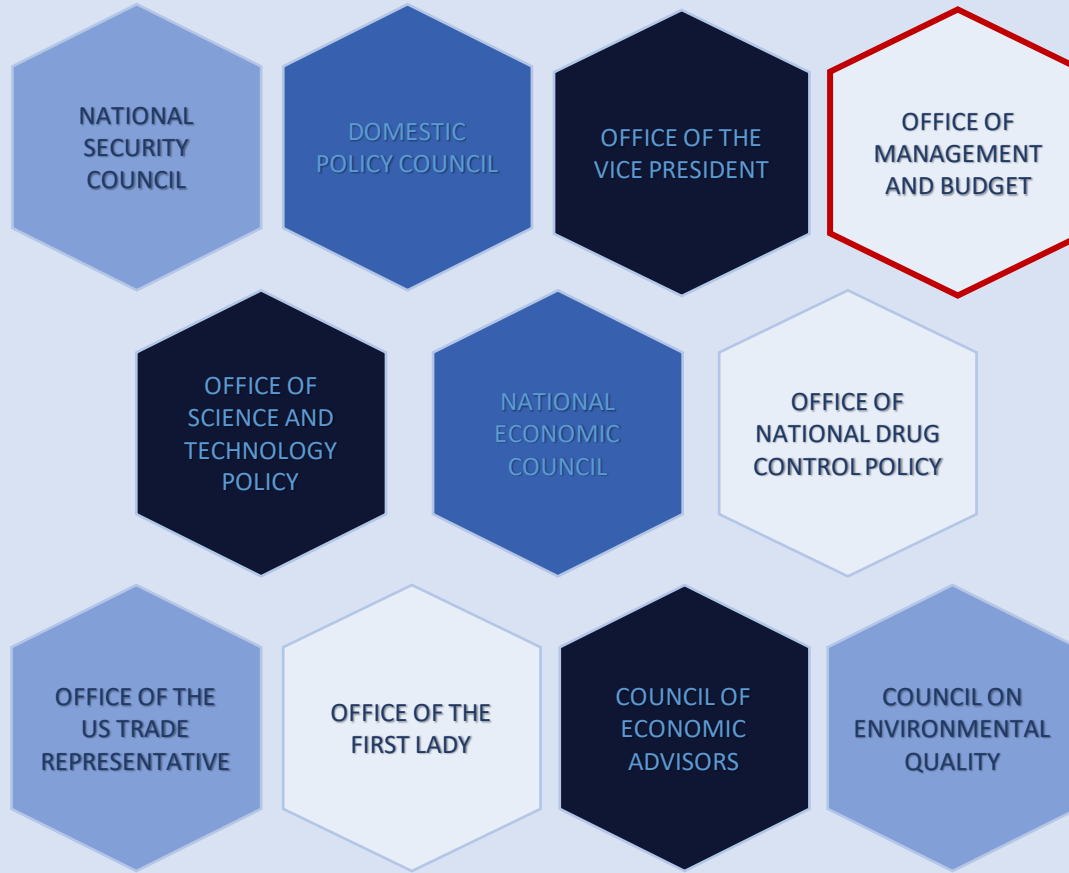 NATIONAL
SECURITY
COUNCIL
DOMESTIC
POLICY COUNCIL
OFFICE OF THE
VICE PRESIDENT
OFFICE OF
MANAGEMENT
AND BUDGET
OFFICE OF
SCIENCE AND
TECHNOLOGY
POLICY
NATIONAL
ECONOMIC
COUNCIL
OFFICE OF
NATIONAL DRUG
CONTROL POLICY
OFFICE OF THE
US TRADE
REPRESENTATIVE
OFFICE OF THE
FIRST LADY
COUNCIL OF
ECONOMIC
ADVISORS
COUNCIL ON
ENVIRONMENTAL
QUALITY